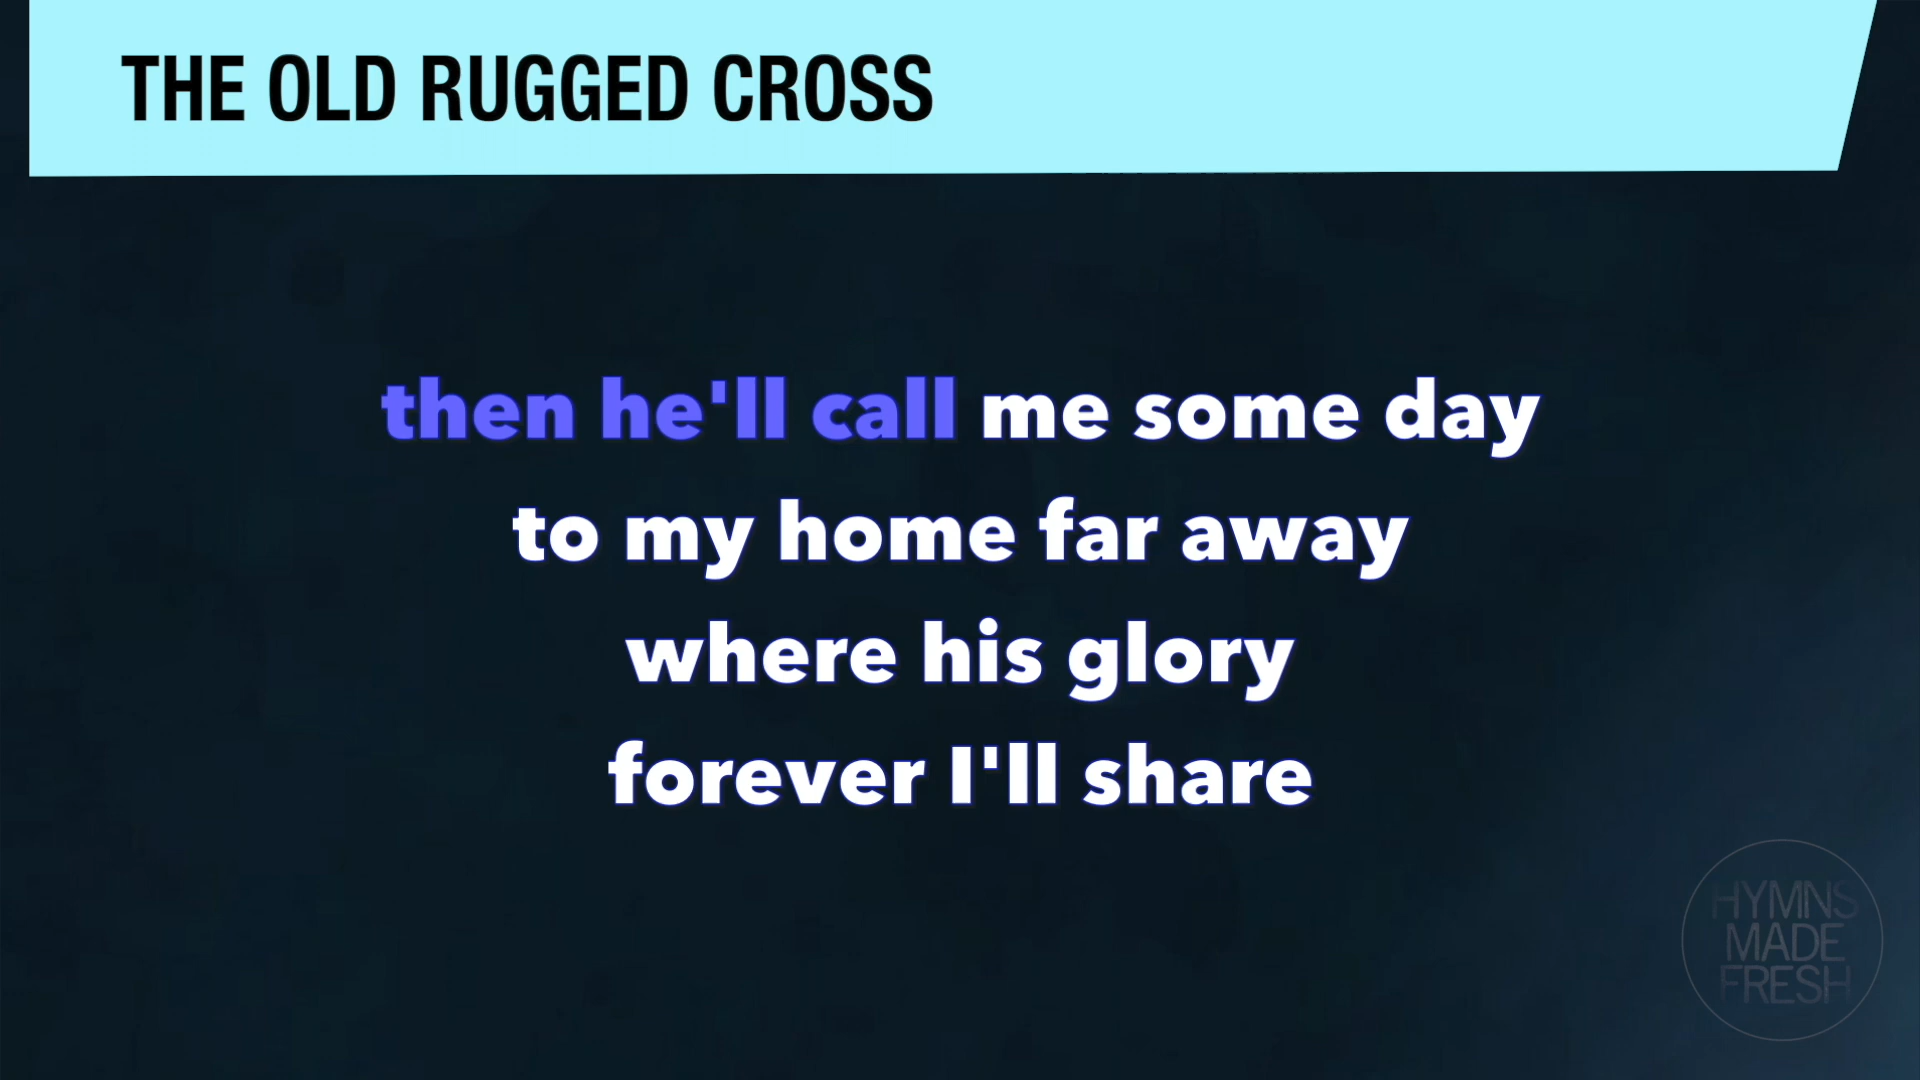 THE OLD RUGGED CROSS
then he'll call me some day
to my home far away
where his glory
forever I'll share
HYMNS
MADE
FRESH